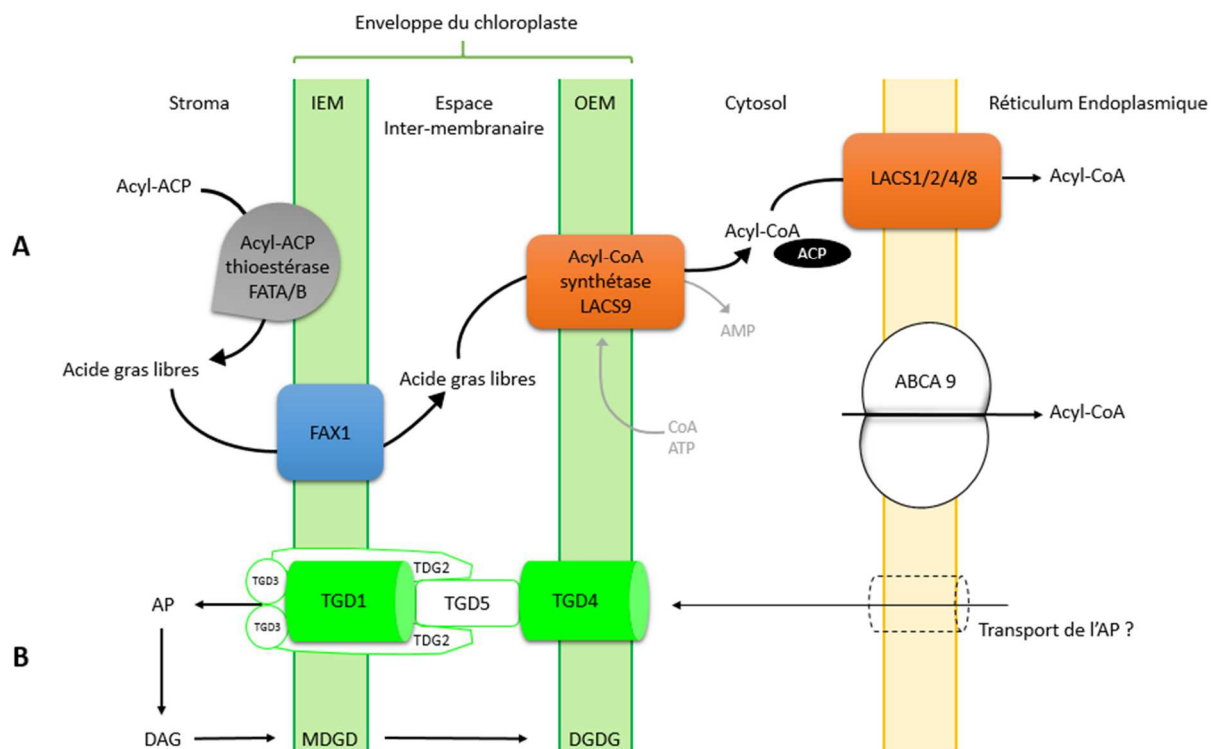 Enveloppe du chloroplaste
Stroma
IEM
Espace
Inter-membranaire
OEM
Cytosol
Réticulum Endoplasmique
A
Acyl-ACP
Acyl-ACP
thioestérase
FATA/B
Acide gras libres
FAX1
Acide gras libres
Acyl-CoA
synthétase
LACS9
AMP
CoA
ATP
Acyl-CoA
ACP
LACS1/2/4/8
Acyl-CoA
ABCA 9
Acyl-CoA
B
AP
TGD3
TGD3
TGD1
TDG2
TGD5
TDG2
TGD4
Transport de l'AP ?
DAG
MDGD
DGDG